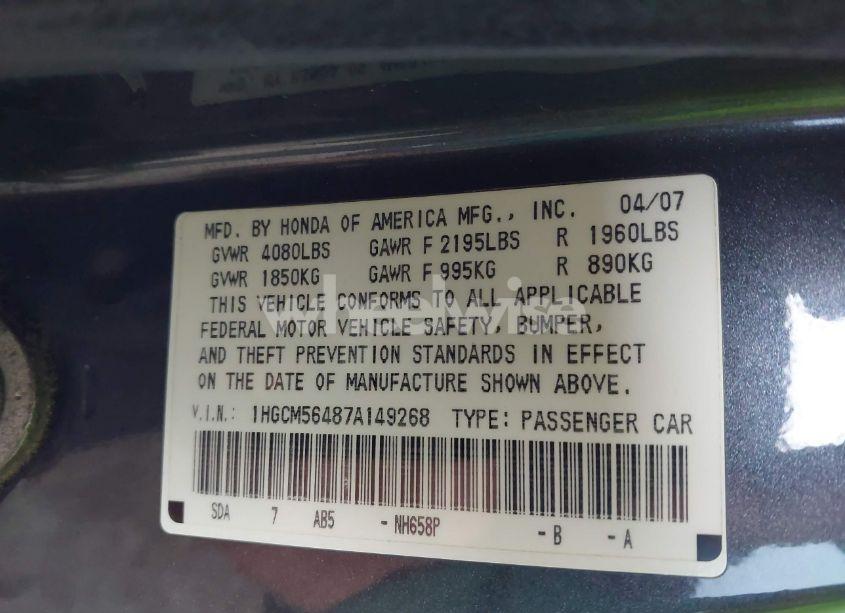 MFD. BY HONDA OF AMERICA MFG., INC. 04/07
GVWR 4080LBS GAWR F 2195LBS R 1960LBS
GVWR 1850KG GAWR F 995KG R 890KG
THIS VEHICLE CONFORMS TO ALL APPLICABLE
FEDERAL MOTOR VEHICLE SAFETY, BUMPER,
AND THEFT PREVENTION STANDARDS IN EFFECT
ON THE DATE OF MANUFACTURE SHOWN ABOVE.
V.I.N.: 1HGCM56487A149268 TYPE: PASSENGER CAR
SDA 7 AB5 - NH658P - B - A
wheelwise